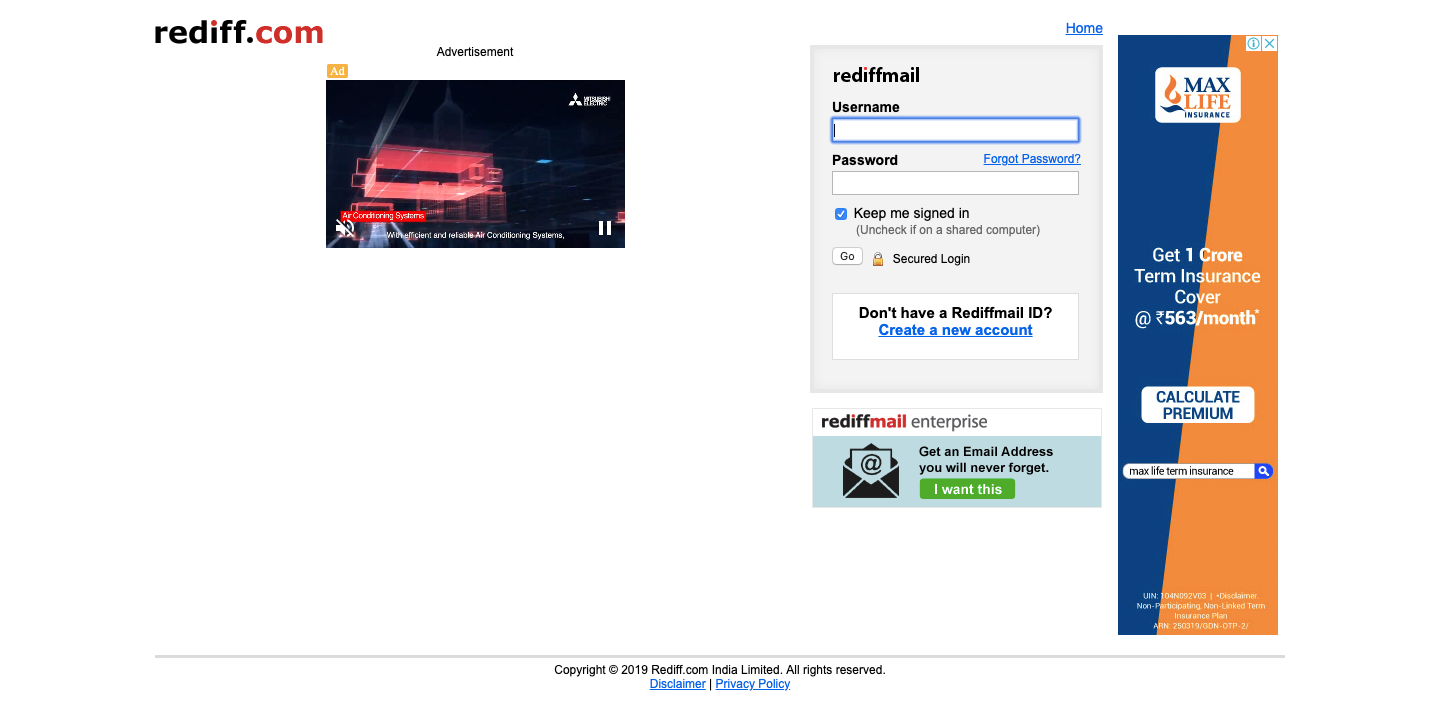 rediff.com
Home
Advertisement
Ad
MITSUBISHI
ELECTRIC
Air Conditioning Systems
With efficient and reliable Air Conditioning Systems,
rediffmail
Username
Password
Forgot Password?
Keep me signed in
(Uncheck if on a shared computer)
Go
Secured Login
Don't have a Rediffmail ID?
Create a new account
rediffmail enterprise
@
Get an Email Address
you will never forget.
I want this
MAX
LIFE
INSURANCE
Get 1 Crore
Term Insurance
Cover
@ ₹563/month*
CALCULATE
PREMIUM
max life term insurance
UIN: 104N092V03 | *Disclaimer.
Non-Participating, Non-Linked Term
Insurance Plan
ARN: 250319/GDN-OTP-2/
Copyright © 2019 Rediff.com India Limited. All rights reserved.
Disclaimer | Privacy Policy